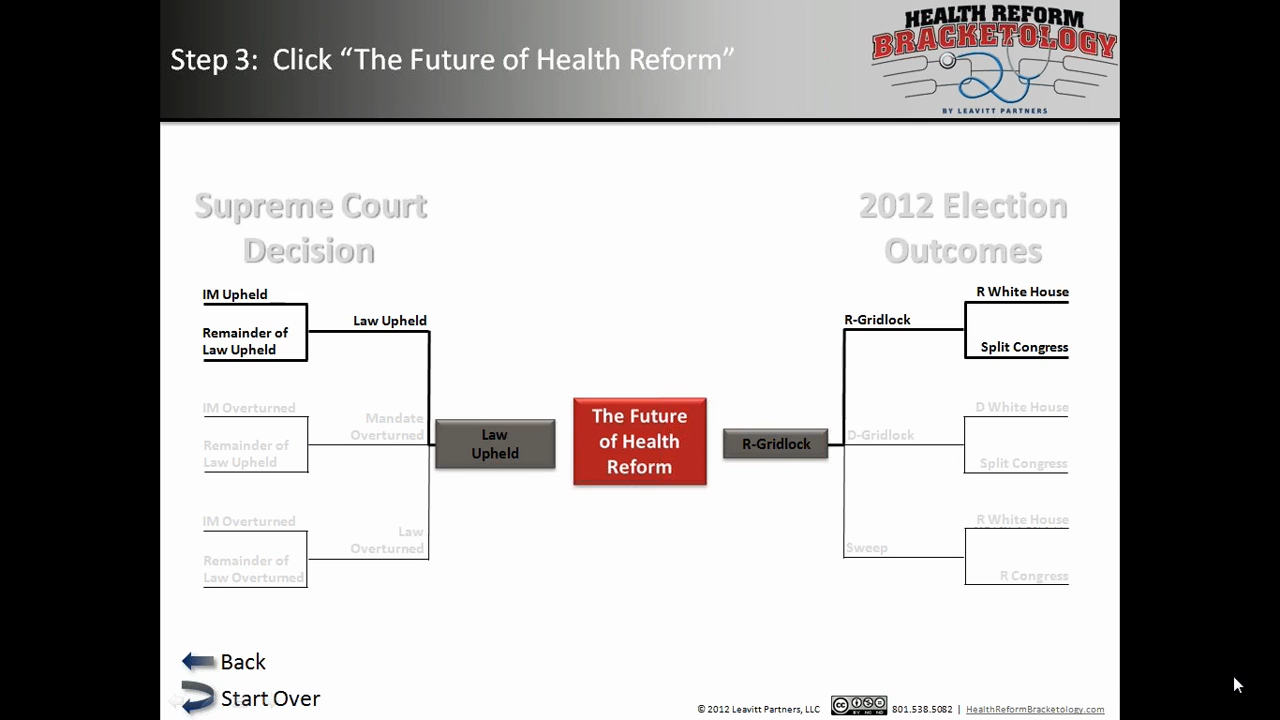 Step 3:  Click “The Future of Health Reform”
HEALTH REFORM
BRACKETOLOGY
BY LEAVITT PARTNERS
Supreme Court
Decision
IM Upheld
Remainder of
Law Upheld
Law Upheld
IM Overturned
Remainder of
Law Upheld
Mandate
Overturned
IM Overturned
Remainder of
Law Overturned
Law
Overturned
Law
Upheld
The Future
of Health
Reform
R-Gridlock
2012 Election
Outcomes
R White House
R-Gridlock
Split Congress
D White House
D-Gridlock
Split Congress
R White House
Sweep
R Congress
Back
Start Over
© 2012 Leavitt Partners, LLC
cc
BY NC ND
801.538.5082 | HealthReformBracketology.com